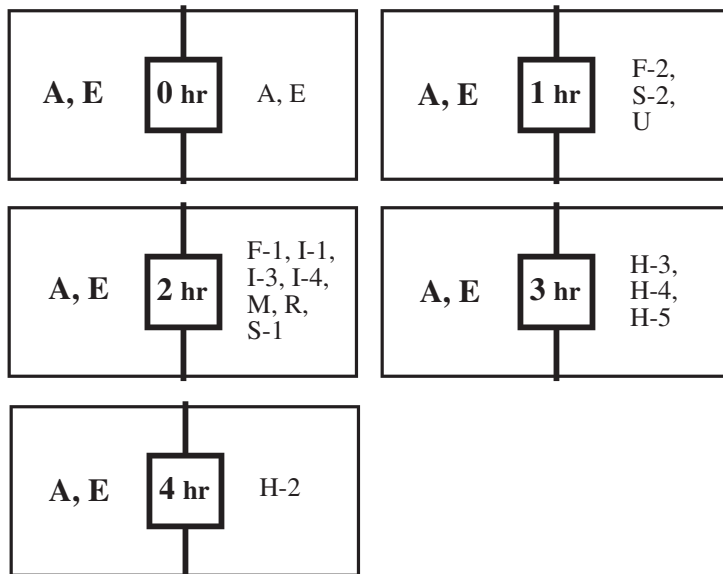 A, E
0 hr
A, E
A, E
1 hr
F-2,
S-2,
U
A, E
2 hr
F-1, I-1,
I-3, I-4,
M, R,
S-1
A, E
3 hr
H-3,
H-4,
H-5
A, E
4 hr
H-2